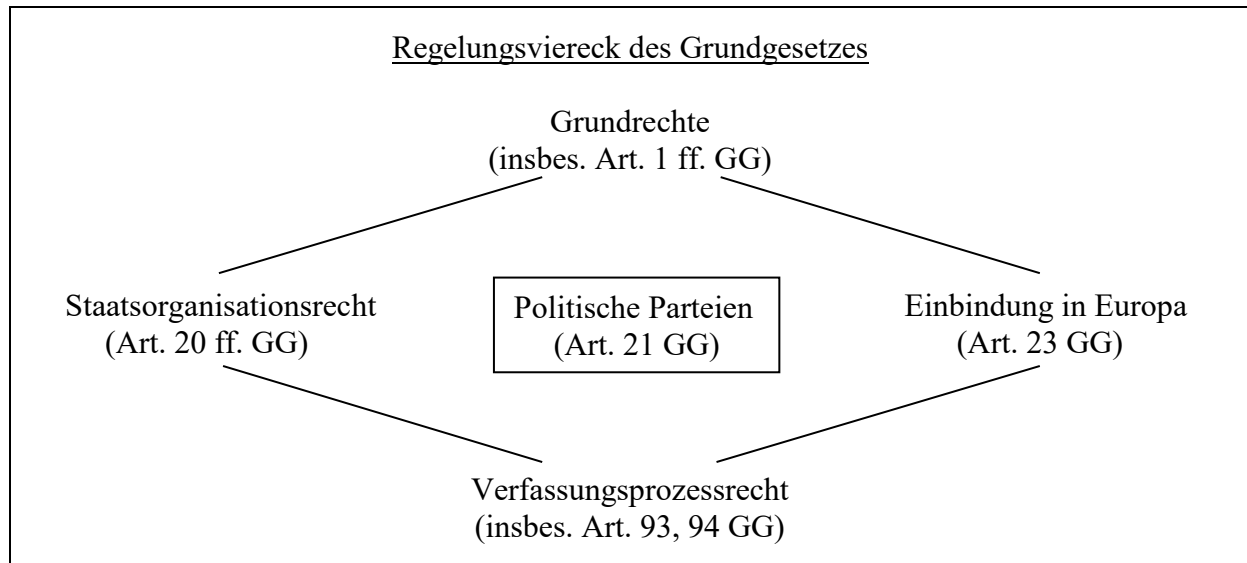 Regelungsviereck des Grundgesetzes
Grundrechte
(insbes. Art. 1 ff. GG)
Staatsorganisationsrecht
(Art. 20 ff. GG)
Politische Parteien
(Art. 21 GG)
Einbindung in Europa
(Art. 23 GG)
Verfassungsprozessrecht
(insbes. Art. 93, 94 GG)